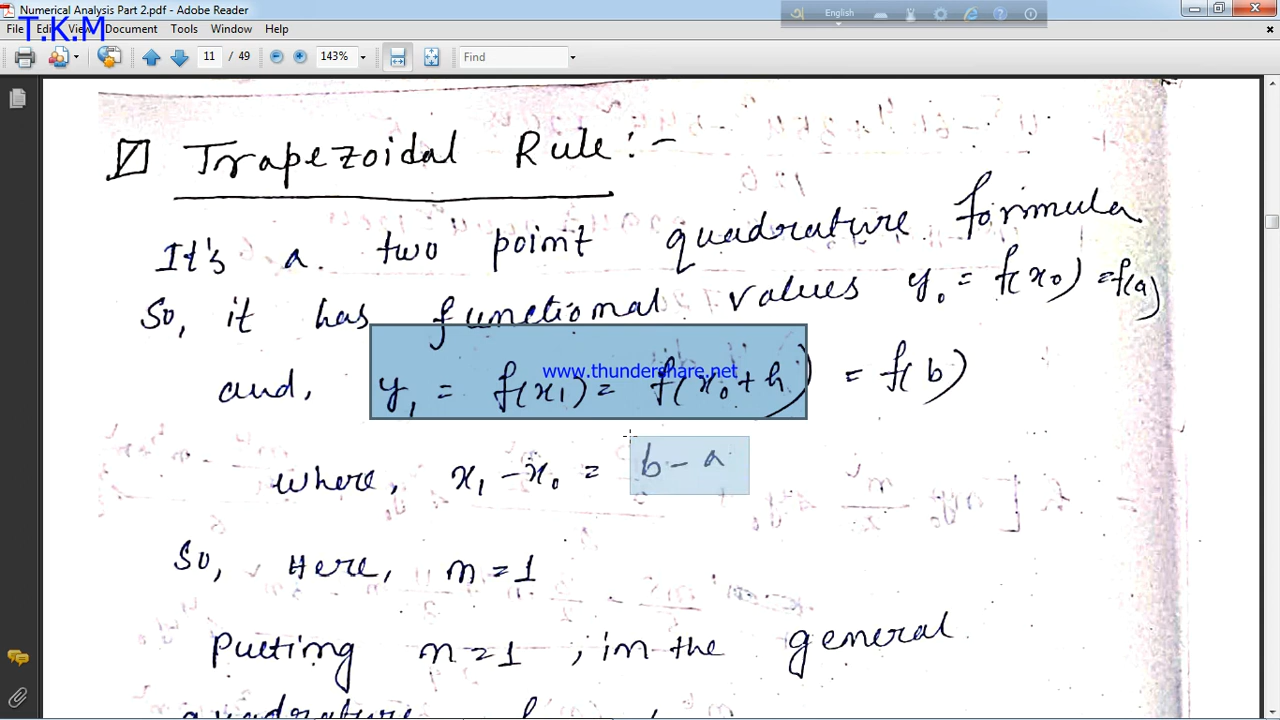 Numerical Analysis Part 2.pdf - Adobe Reader
English
T.K.M
File Edit View Document Tools Window Help
11 / 49 143% Find
Trapezoidal Rule :-
It's a two point quadrature formula
So, it has functional values y₀ = f(x₀) = f(a)
and, y₁ = f(x₁) = f(x₀+h) = f(b)
www.thundershare.net
where, x₁ - x₀ = b - a
So, Here, n = 1
Putting n = 1, in the general
quadrature